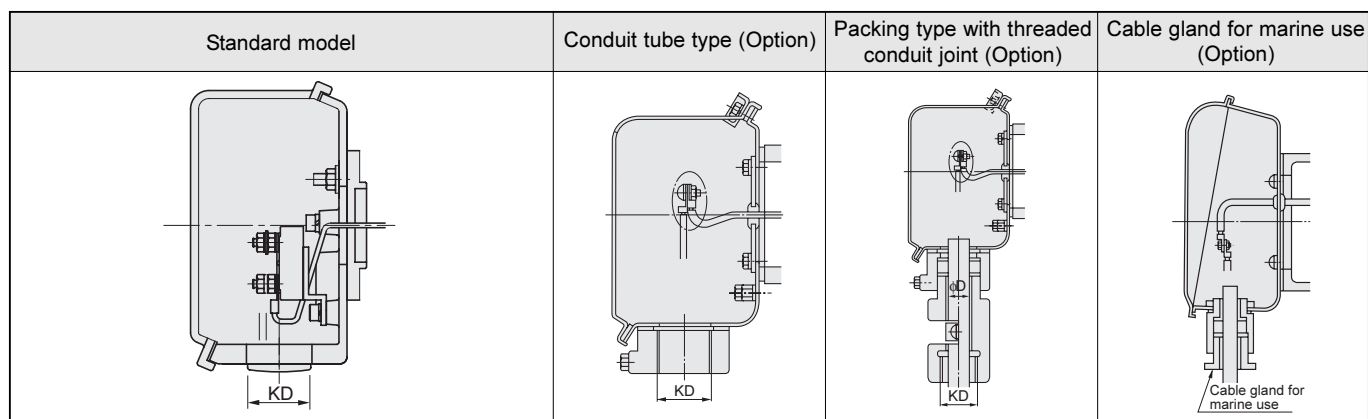 Standard model
Conduit tube type (Option)
Packing type with threaded
conduit joint (Option)
Cable gland for marine use
(Option)
KD
KD
φD
KD
Cable gland for
marine use